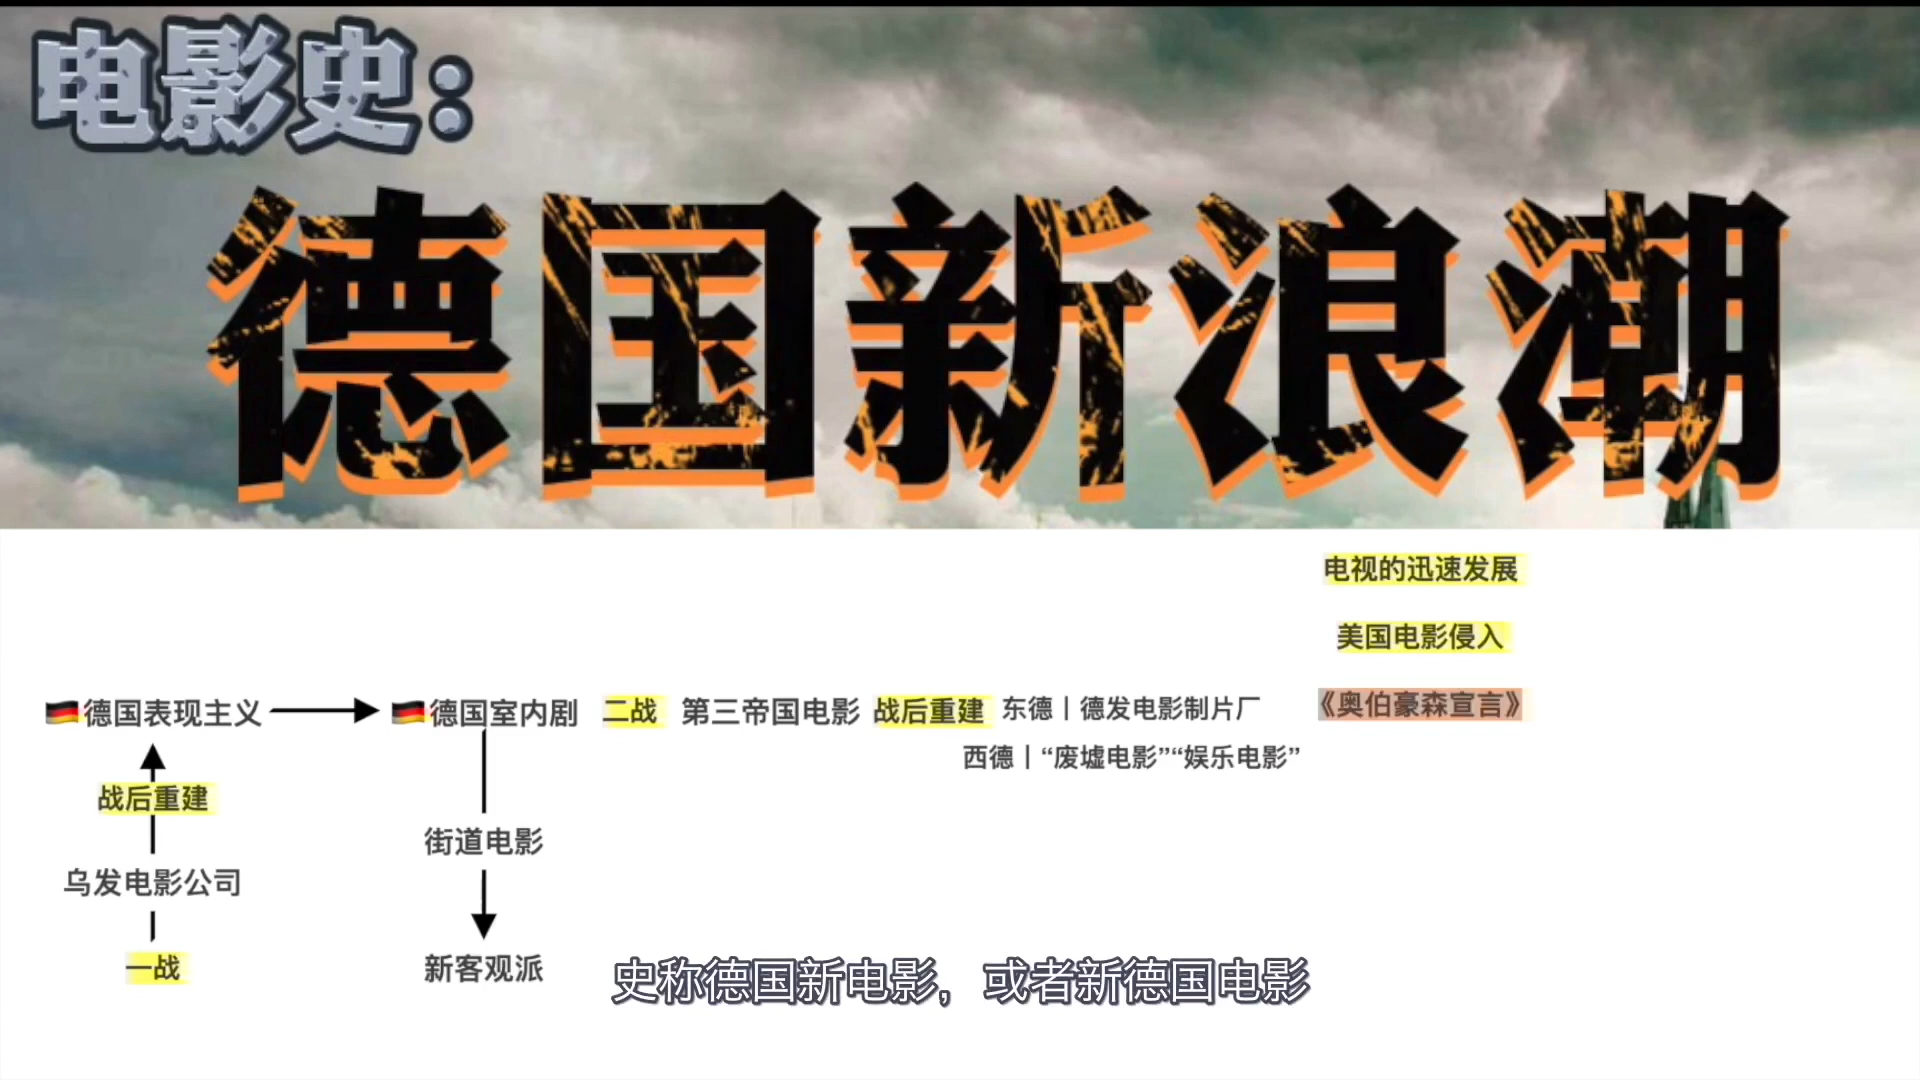 电影史：
德国新浪潮
电视的迅速发展
美国电影侵入
德国表现主义
德国室内剧
二战
第三帝国电影
战后重建
东德丨德发电影制片厂
《奥伯豪森宣言》
西德丨“废墟电影”“娱乐电影”
战后重建
街道电影
乌发电影公司
一战
新客观派
史称德国新电影，或者新德国电影